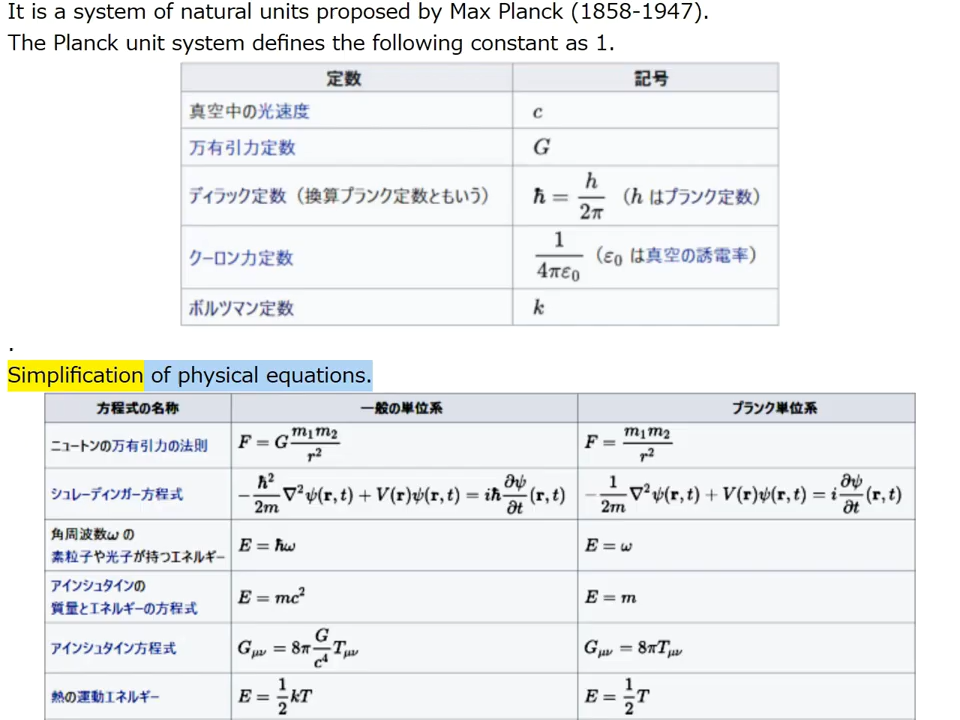 It is a system of natural units proposed by Max Planck (1858-1947).
The Planck unit system defines the following constant as 1.
定数 記号
真空中の光速度 c
万有引力定数 G
ディラック定数（換算プランク定数ともいう） ℏ = h/2π （h はプランク定数）
クーロン力定数 1/4πε₀ （ε₀ は真空の誘電率）
ボルツマン定数 k
.
Simplification of physical equations.
方程式の名称 一般の単位系 プランク単位系
ニュートンの万有引力の法則 F = G m₁m₂/r² F = m₁m₂/r²
シュレーディンガー方程式 −ℏ²/2m ∇²ψ(r, t) + V(r)ψ(r, t) = iℏ ∂ψ/∂t (r, t) −1/2m ∇²ψ(r, t) + V(r)ψ(r, t) = i ∂ψ/∂t (r, t)
角周波数ω の
素粒子や光子が持つエネルギー E = ℏω E = ω
アインシュタインの
質量とエネルギーの方程式 E = mc² E = m
アインシュタイン方程式 Gμν = 8π G/c⁴ Tμν Gμν = 8πTμν
熱の運動エネルギー E = 1/2 kT E = 1/2 T